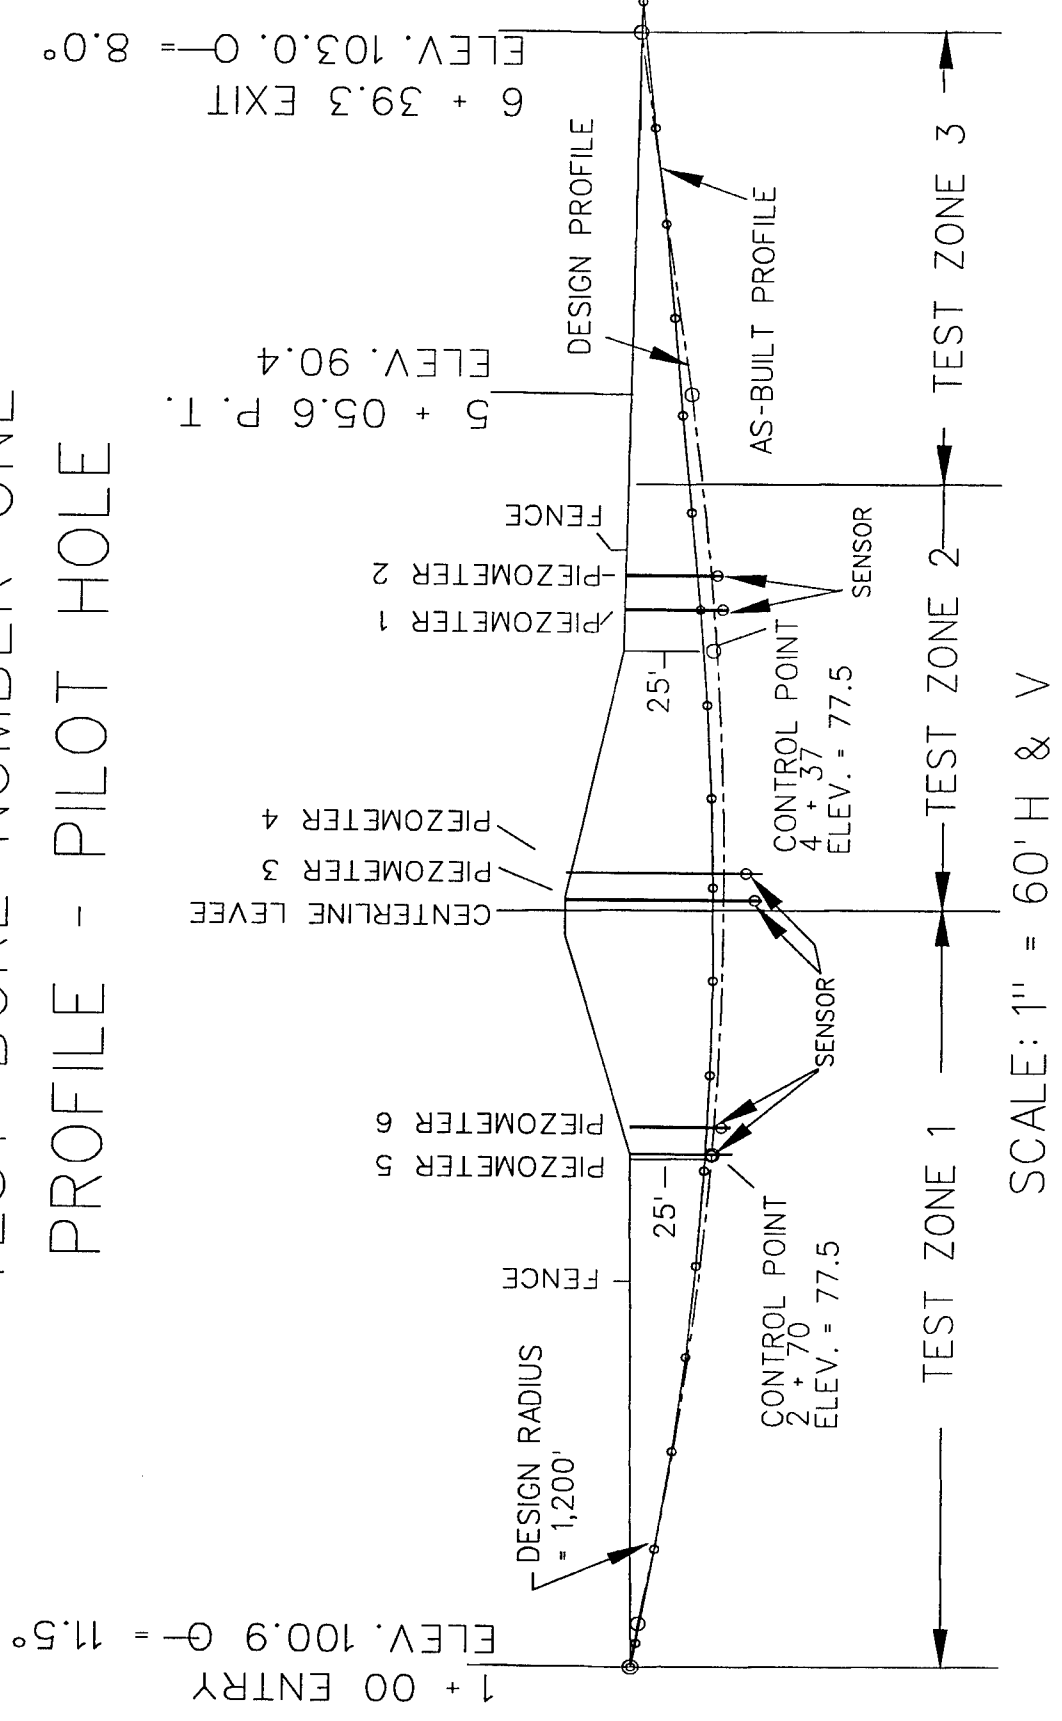 PROFILE - PILOT HOLE
1 + 00 ENTRY
ELEV. 100.9 O = 11.5°
DESIGN RADIUS
= 1,200'
FENCE
PIEZOMETER 5
PIEZOMETER 6
25'
CONTROL POINT
2 + 70
ELEV. = 77.5
SENSOR
CENTERLINE LEVEE
PIEZOMETER 3
PIEZOMETER 4
25'
CONTROL POINT
4 + 37
ELEV. = 77.5
PIEZOMETER 1
PIEZOMETER 2
SENSOR
FENCE
5 + 05.6 P.T.
ELEV. 90.4
DESIGN PROFILE
AS-BUILT PROFILE
6 + 39.3 EXIT
ELEV. 103.0. O = 8.0°
TEST ZONE 1
TEST ZONE 2
TEST ZONE 3
SCALE: 1" = 60' H & V